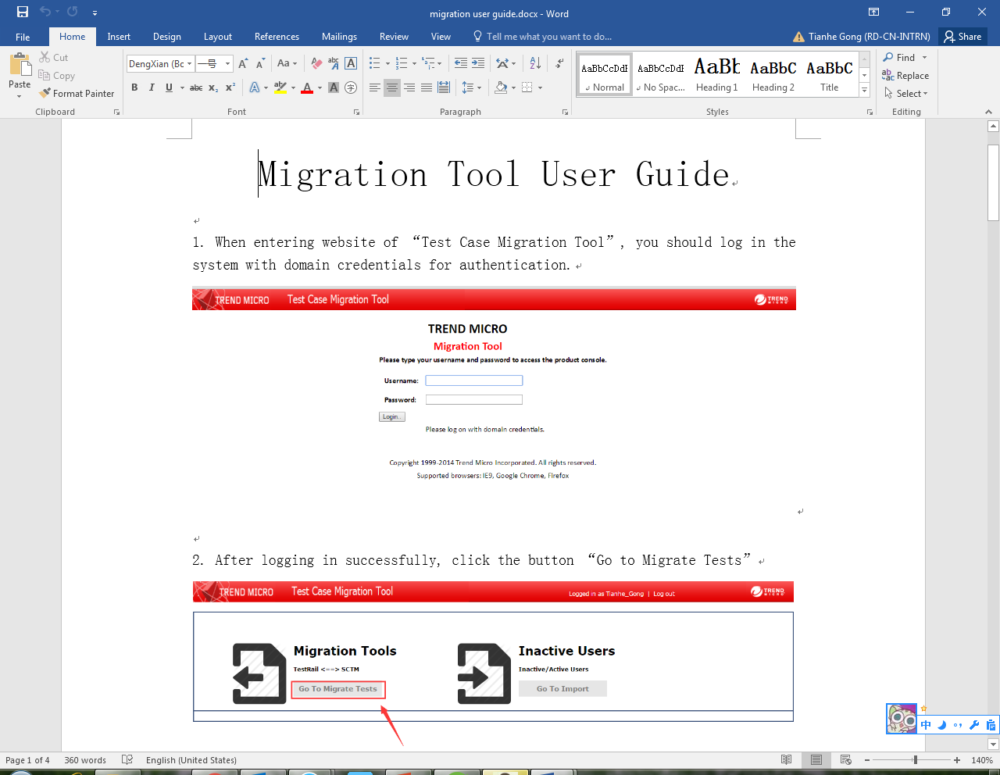 migration user guide.docx - Word
File Home Insert Design Layout References Mailings Review View Tell me what you want to do... Tianhe Gong (RD-CN-INTRN) Share
Paste
Cut
Copy
Format Painter
Clipboard
DengXian (Bc 一号
Aa
abc A
B I U abc x₂ x² A ab A A 字
Font
Paragraph
AaBbCcDdI AaBbCcDdI AaBb AaBbC AaBbC
Normal No Spac... Heading 1 Heading 2 Title
Styles
Find
Replace
Select
Editing
Migration Tool User Guide
1. When entering website of “Test Case Migration Tool”, you should log in the
system with domain credentials for authentication.
TREND MICRO Test Case Migration Tool TREND MICRO
TREND MICRO
Migration Tool
Please type your username and password to access the product console.
Username:
Password:
Login..
Please log on with domain credentials.
Copyright 1999-2014 Trend Micro Incorporated. All rights reserved.
Supported browsers: IE9, Google Chrome, Firefox
2. After logging in successfully, click the button “Go to Migrate Tests”
TREND MICRO Test Case Migration Tool Logged in as Tianhe_Gong | Log out TREND MICRO
Migration Tools
TestRail <==> SCTM
Go To Migrate Tests
Inactive Users
Inactive/Active Users
Go To Import
中
Page 1 of 4 360 words English (United States) 140%